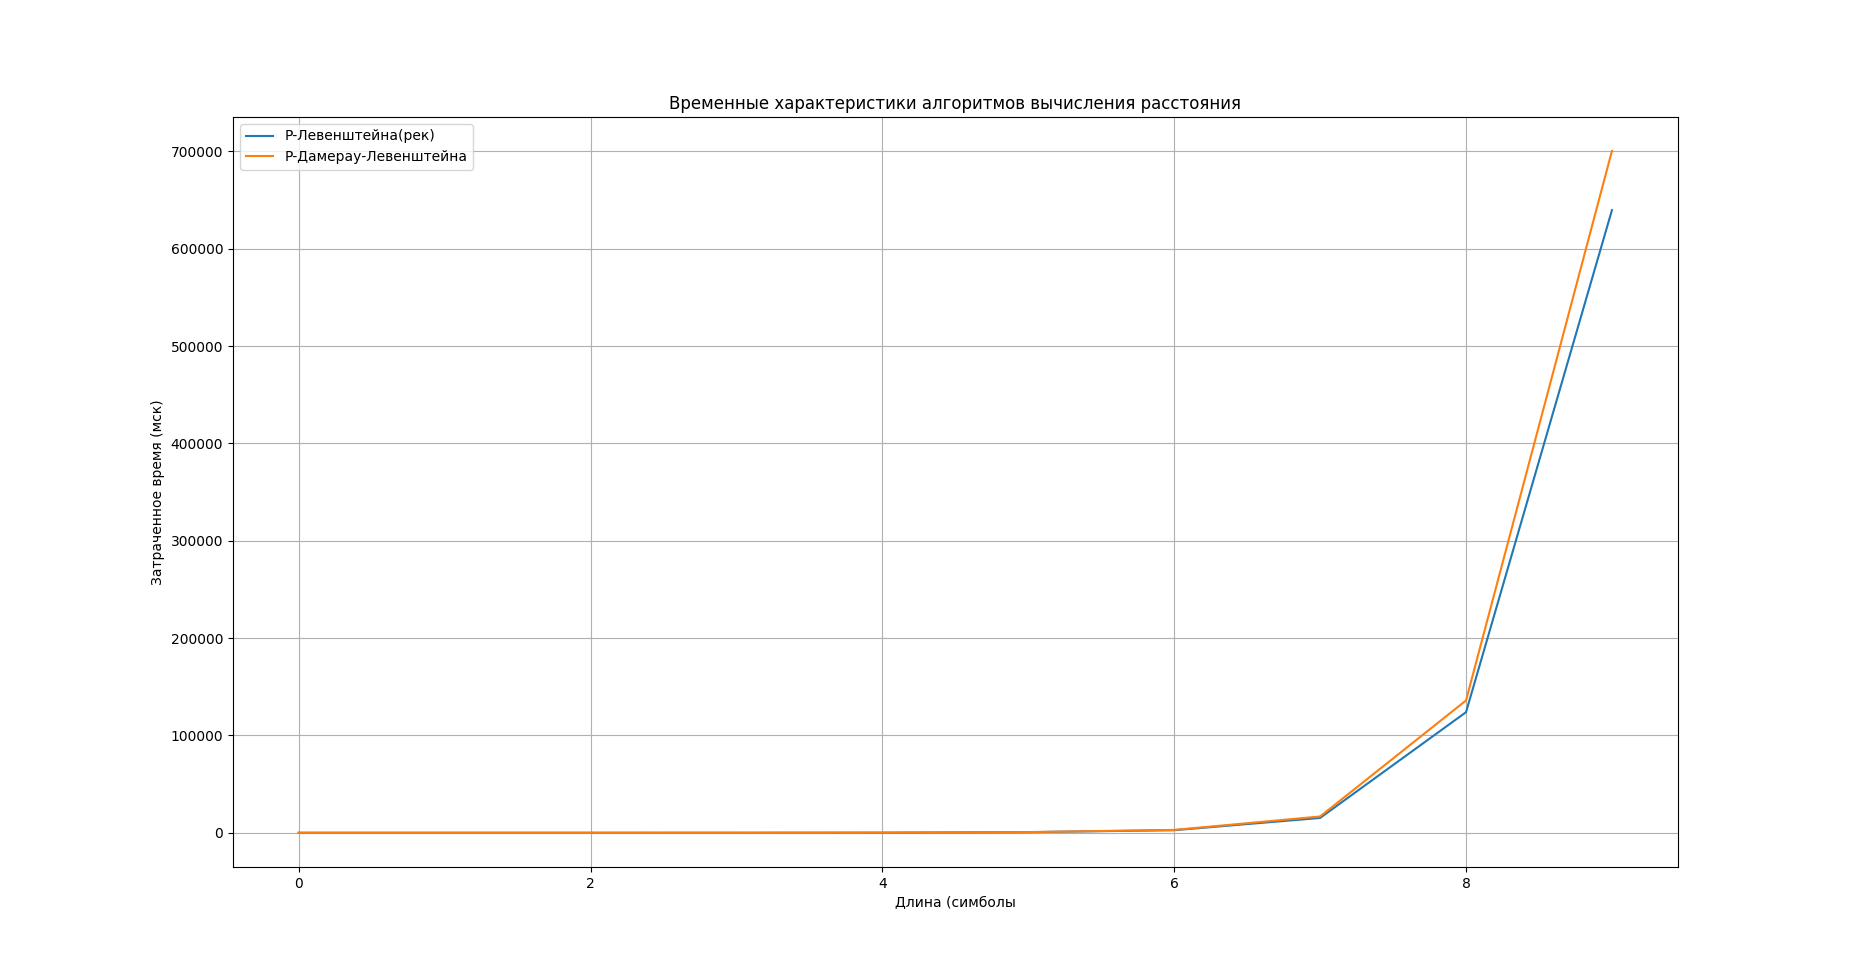 Временные характеристики алгоритмов вычисления расстояния
Р-Левенштейна(рек)
Р-Дамерау-Левенштейна
700000
600000
500000
400000
300000
200000
100000
0
Затраченное время (мск)
0 2 4 6 8
Длина (символы